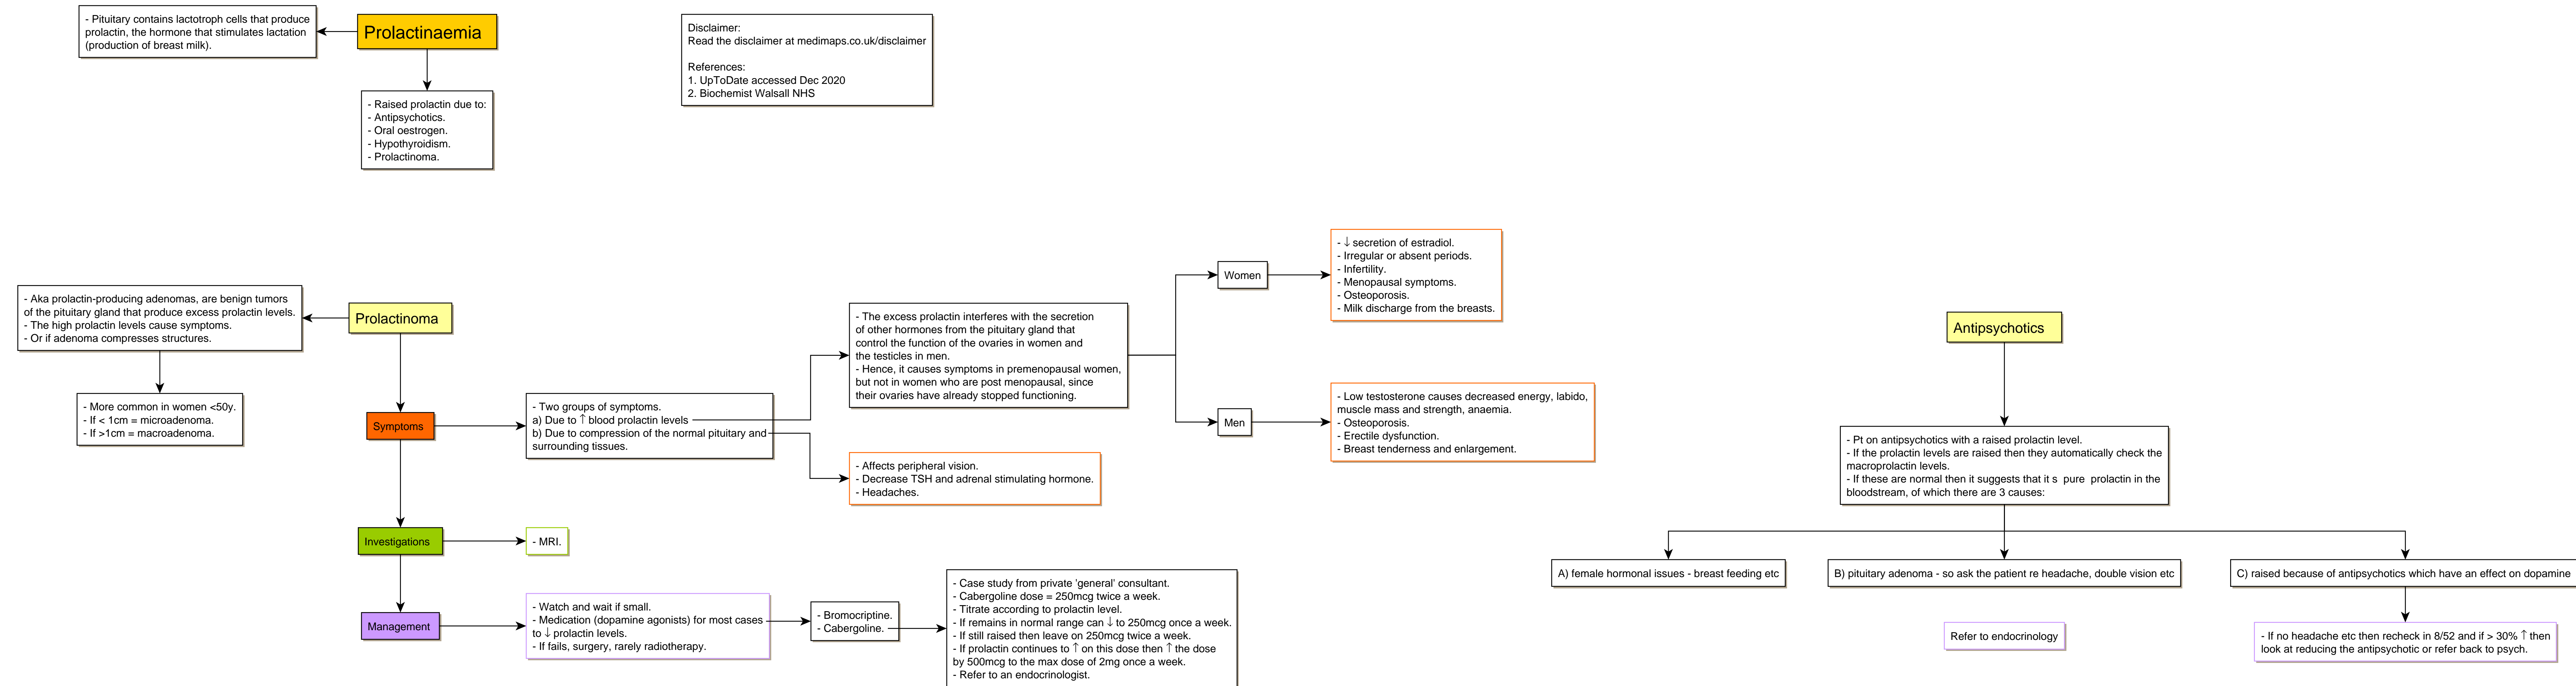 - Pituitary contains lactotroph cells that produce
prolactin, the hormone that stimulates lactation
(production of breast milk).
Prolactinaemia
Disclaimer:
Read the disclaimer at medimaps.co.uk/disclaimer
References:
1. UpToDate accessed Dec 2020
2. Biochemist Walsall NHS
- Raised prolactin due to:
- Antipsychotics.
- Oral oestrogen.
- Hypothyroidism.
- Prolactinoma.
- Aka prolactin-producing adenomas, are benign tumors
of the pituitary gland that produce excess prolactin levels.
- The high prolactin levels cause symptoms.
- Or if adenoma compresses structures.
Prolactinoma
- More common in women <50y.
- If < 1cm = microadenoma.
- If >1cm = macroadenoma.
Symptoms
- Two groups of symptoms.
a) Due to ↑ blood prolactin levels
b) Due to compression of the normal pituitary and
surrounding tissues.
- The excess prolactin interferes with the secretion
of other hormones from the pituitary gland that
control the function of the ovaries in women and
the testicles in men.
- Hence, it causes symptoms in premenopausal women,
but not in women who are post menopausal, since
their ovaries have already stopped functioning.
Women
- ↓ secretion of estradiol.
- Irregular or absent periods.
- Infertility.
- Menopausal symptoms.
- Osteoporosis.
- Milk discharge from the breasts.
Men
- Low testosterone causes decreased energy, labido,
muscle mass and strength, anaemia.
- Osteoporosis.
- Erectile dysfunction.
- Breast tenderness and enlargement.
- Affects peripheral vision.
- Decrease TSH and adrenal stimulating hormone.
- Headaches.
Investigations
- MRI.
Management
- Watch and wait if small.
- Medication (dopamine agonists) for most cases
to ↓ prolactin levels.
- If fails, surgery, rarely radiotherapy.
- Bromocriptine.
- Cabergoline.
- Case study from private 'general' consultant.
- Cabergoline dose = 250mcg twice a week.
- Titrate according to prolactin level.
- If remains in normal range can ↓ to 250mcg once a week.
- If still raised then leave on 250mcg twice a week.
- If prolactin continues to ↑ on this dose then ↑ the dose
by 500mcg to the max dose of 2mg once a week.
- Refer to an endocrinologist.
Antipsychotics
- Pt on antipsychotics with a raised prolactin level.
- If the prolactin levels are raised then they automatically check the
macroprolactin levels.
- If these are normal then it suggests that it s pure prolactin in the
bloodstream, of which there are 3 causes:
A) female hormonal issues - breast feeding etc
B) pituitary adenoma - so ask the patient re headache, double vision etc
C) raised because of antipsychotics which have an effect on dopamine
Refer to endocrinology
- If no headache etc then recheck in 8/52 and if > 30% ↑ then
look at reducing the antipsychotic or refer back to psych.